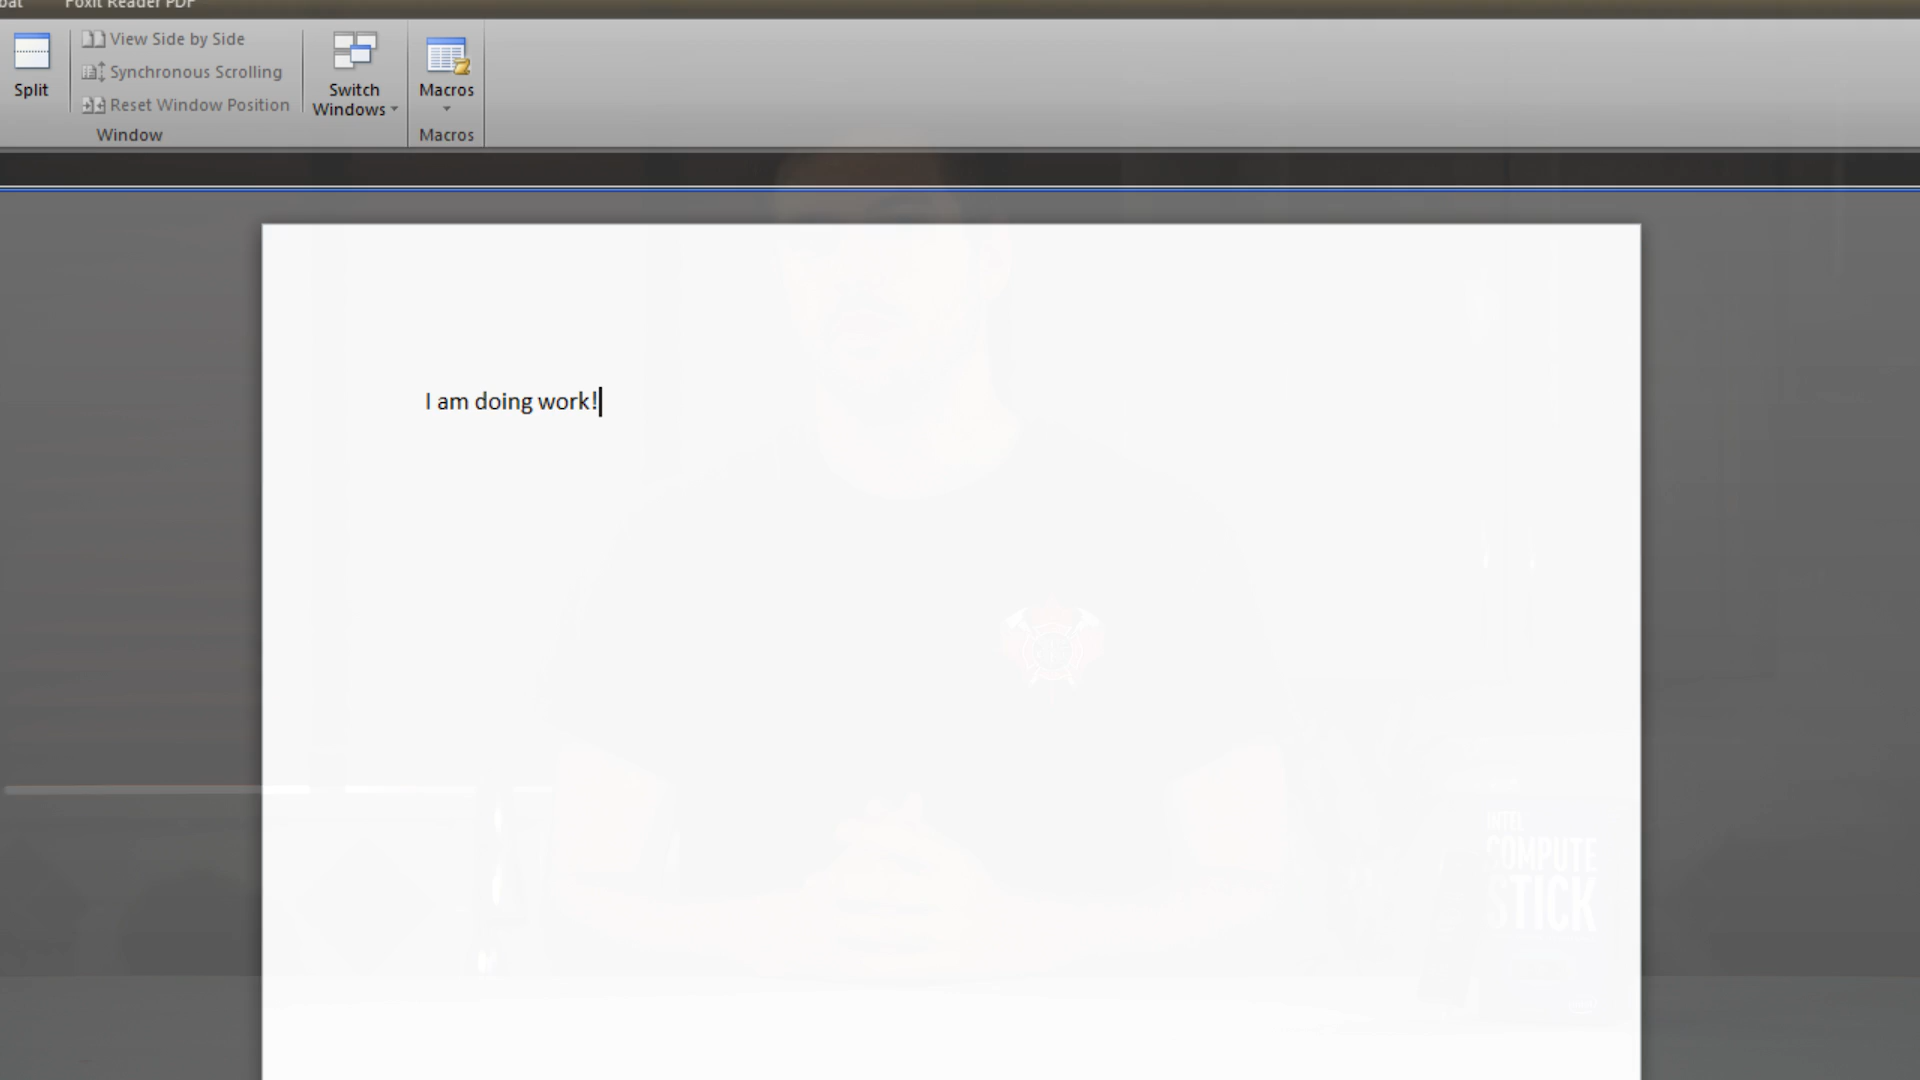 Foxit Reader PDF
Split
View Side by Side
Synchronous Scrolling
Reset Window Position
Window
Switch
Windows
Macros
Macros
I am doing work!
INTEL
COMPUTE
STICK